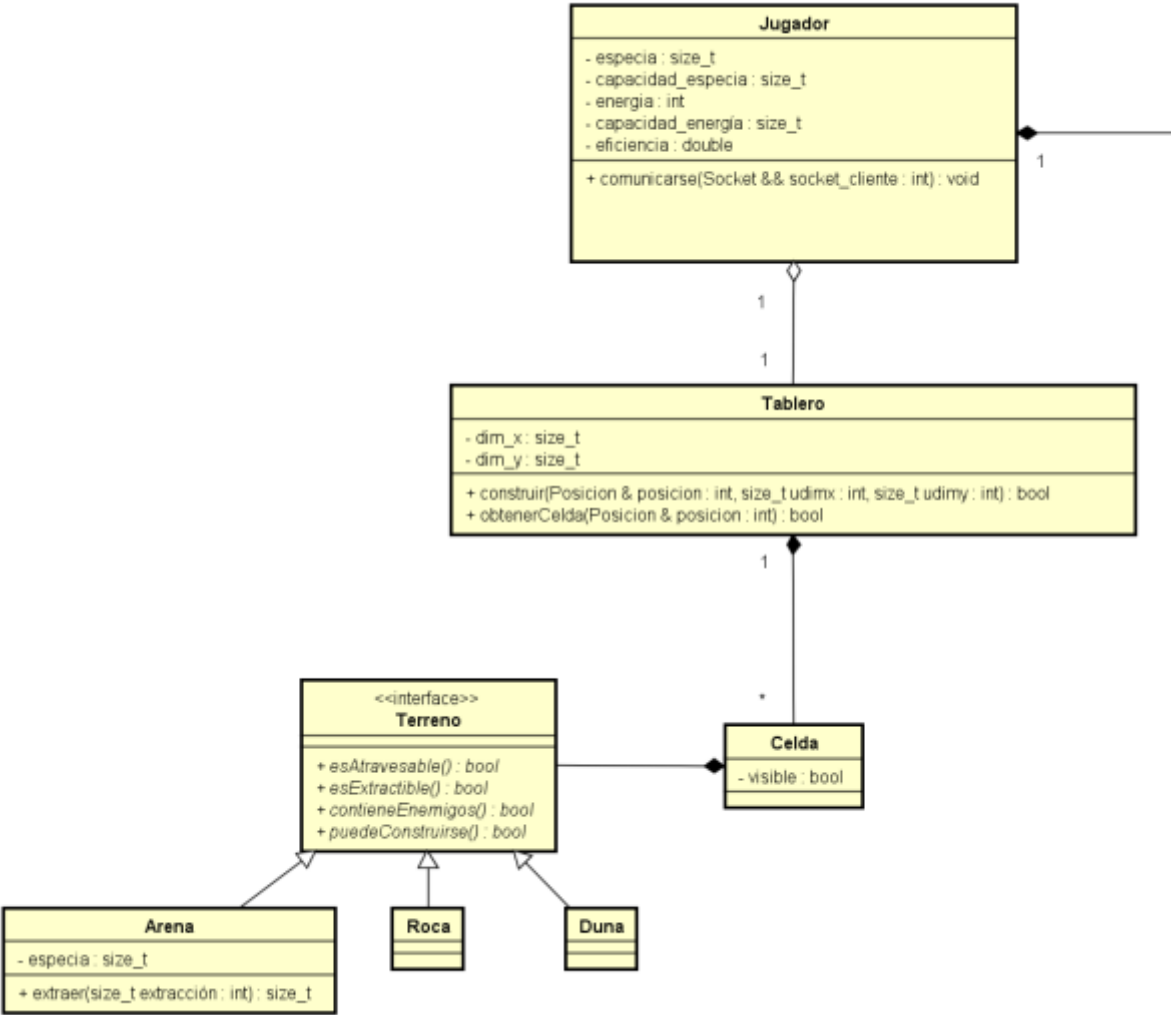 Jugador
- especia : size_t
- capacidad_especia : size_t
- energia : int
- capacidad_energía : size_t
- eficiencia : double
+ comunicarse(Socket && socket_cliente : int) : void
1
1
1
Tablero
- dim_x : size_t
- dim_y : size_t
+ construir(Posicion & posicion : int, size_t udimx : int, size_t udimy : int) : bool
+ obtenerCelda(Posicion & posicion : int) : bool
1
*
<<interface>>
Terreno
+ esAtravesable() : bool
+ esExtractible() : bool
+ contieneEnemigos() : bool
+ puedeConstruirse() : bool
Celda
- visible : bool
Arena
- especia : size_t
+ extraer(size_t extracción : int) : size_t
Roca
Duna